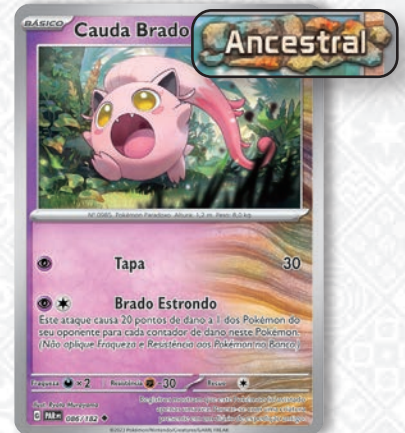 BÁSICO Cauda Brado Ancestral
Nº 0985 Pokémon Paradoxo Altura: 1,2 m Peso: 8,0 kg
Tapa 30
Brado Estrondo
Este ataque causa 20 pontos de dano a 1 dos Pokémon do
seu oponente para cada contador de dano neste Pokémon.
(Não aplique Fraqueza e Resistência aos Pokémon no Banco.)
Fraqueza ×2 Resistência -30 Recuo
PAR 086/182